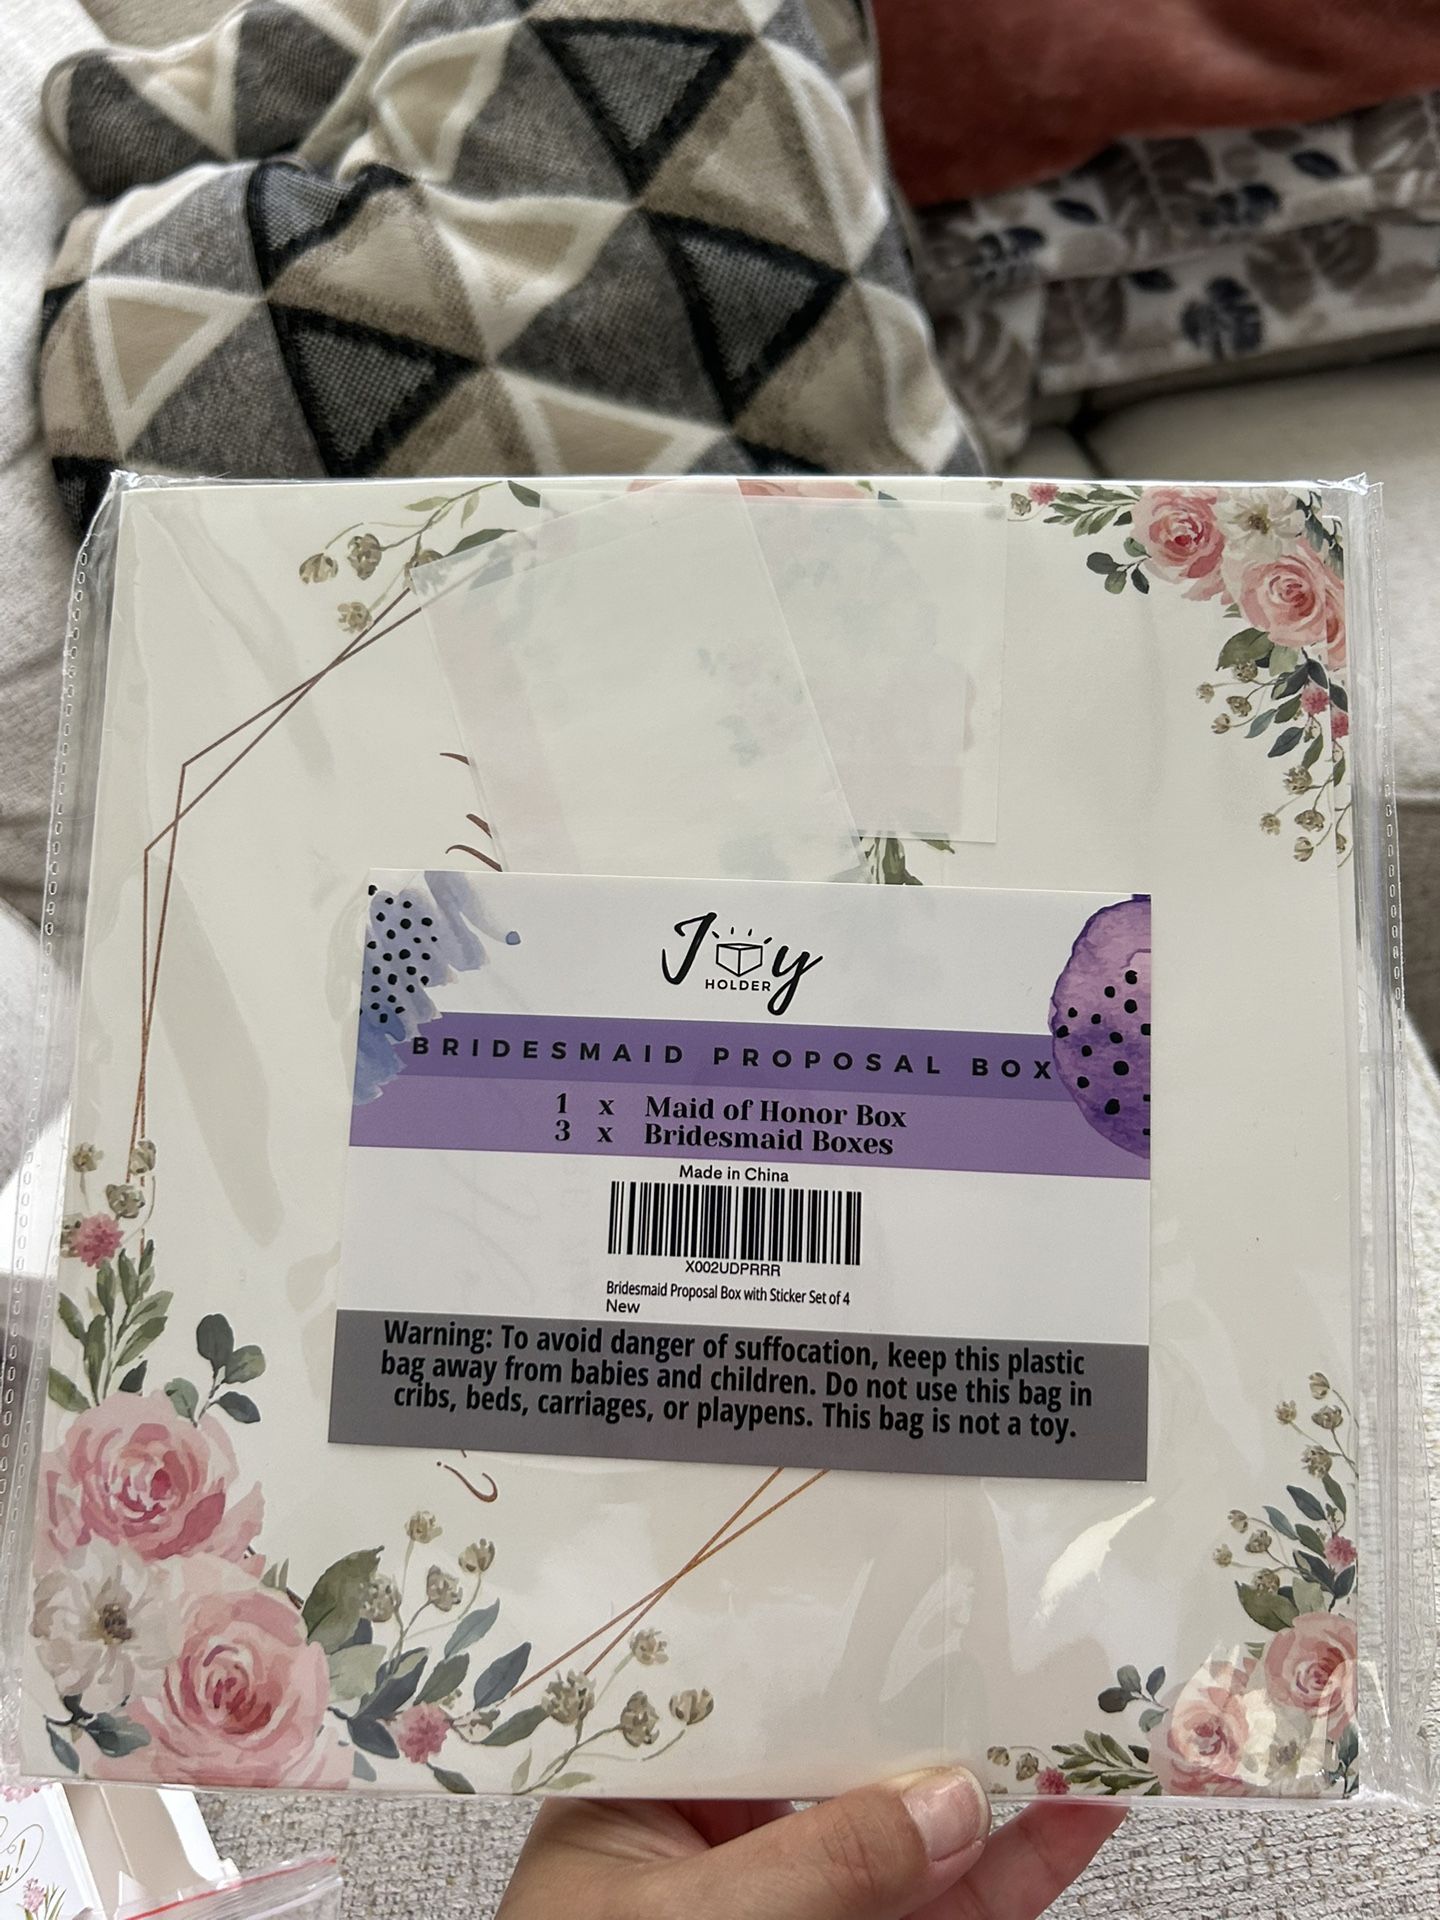 Joy
HOLDER
BRIDESMAID PROPOSAL BOX
1 x Maid of Honor Box
3 x Bridesmaid Boxes
Made in China
X002UDPRRR
Bridesmaid Proposal Box with Sticker Set of 4
New
Warning: To avoid danger of suffocation, keep this plastic
bag away from babies and children. Do not use this bag in
cribs, beds, carriages, or playpens. This bag is not a toy.